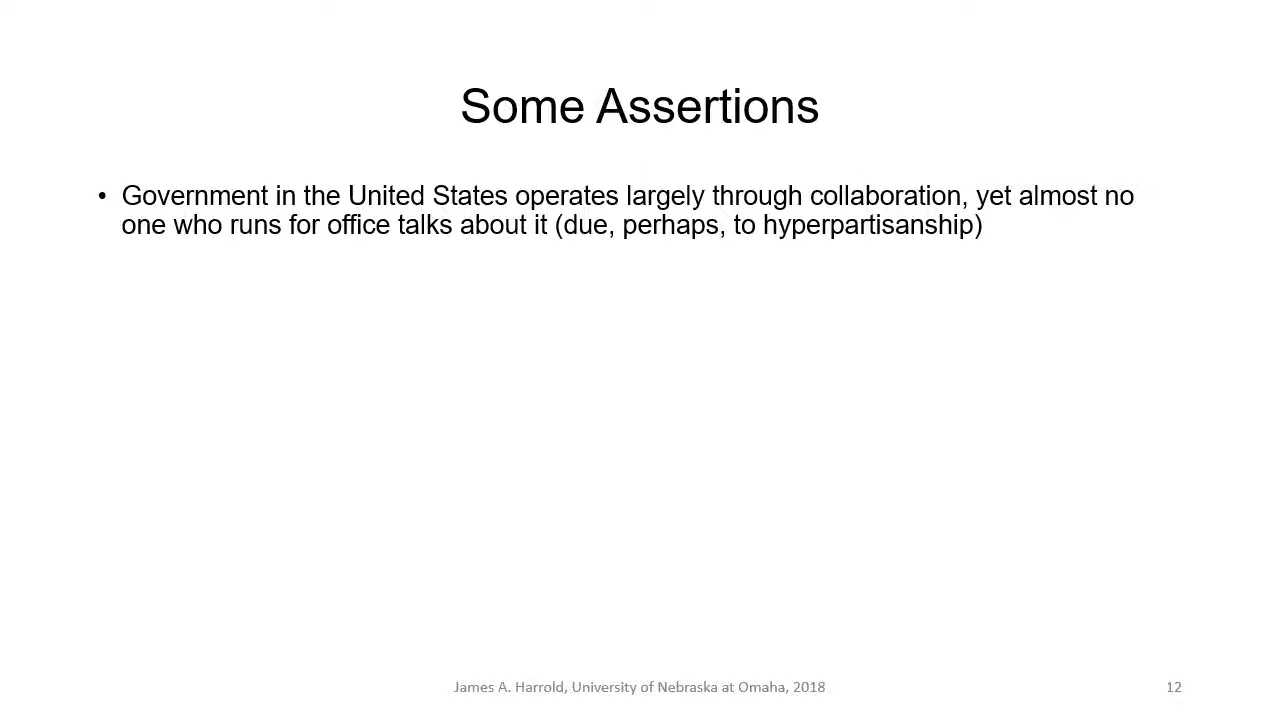 Some Assertions
• Government in the United States operates largely through collaboration, yet almost no
one who runs for office talks about it (due, perhaps, to hyperpartisanship)
James A. Harrold, University of Nebraska at Omaha, 2018
12